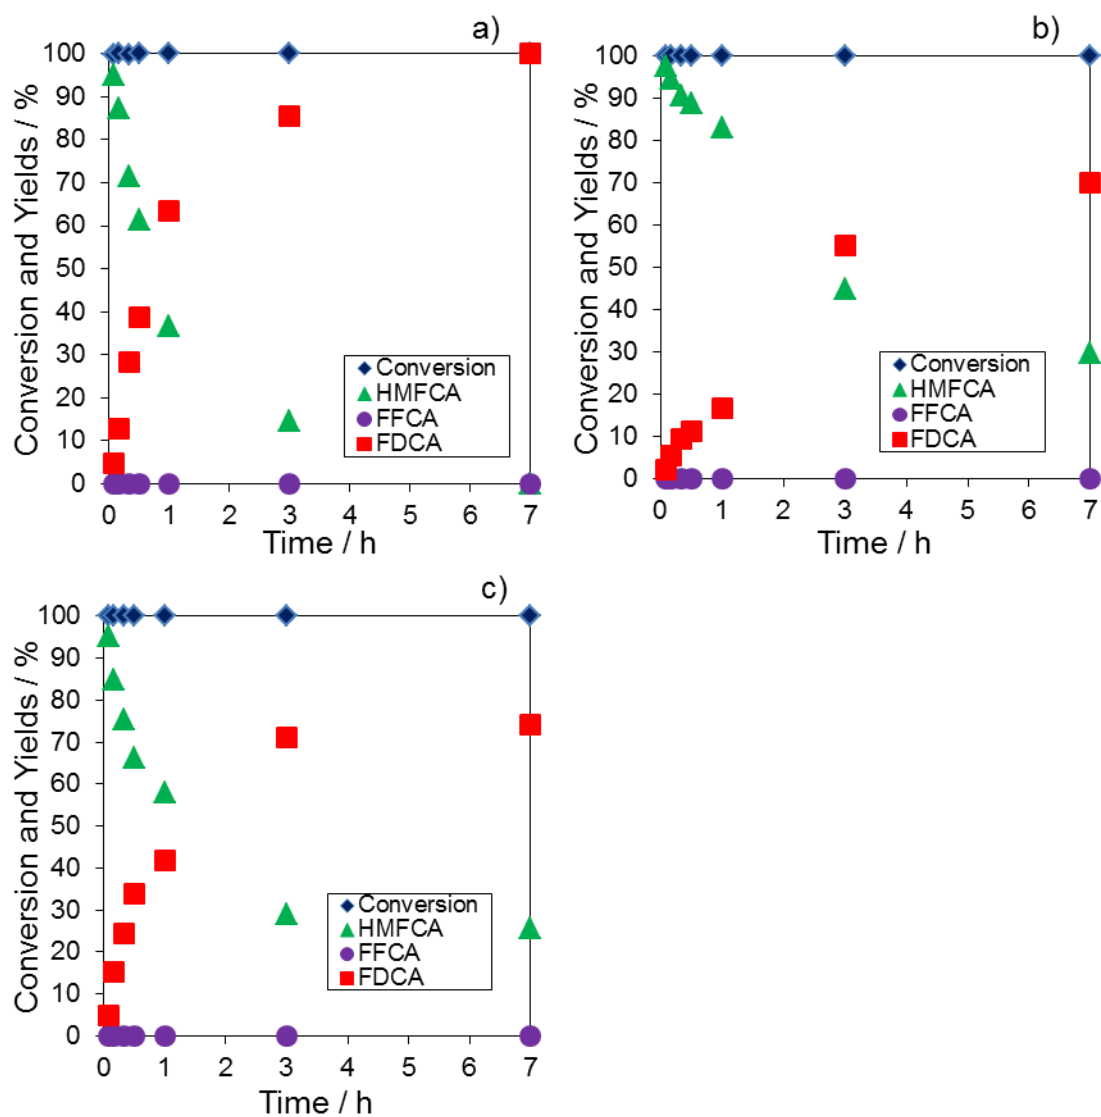 a)
Conversion and Yields / %
100
90
80
70
60
50
40
30
20
10
0
Conversion
HMFCA
FFCA
FDCA
0 1 2 3 4 5 6 7
Time / h
b)
Conversion and Yields / %
100
90
80
70
60
50
40
30
20
10
0
Conversion
HMFCA
FFCA
FDCA
0 1 2 3 4 5 6 7
Time / h
c)
Conversion and Yields / %
100
90
80
70
60
50
40
30
20
10
0
Conversion
HMFCA
FFCA
FDCA
0 1 2 3 4 5 6 7
Time / h